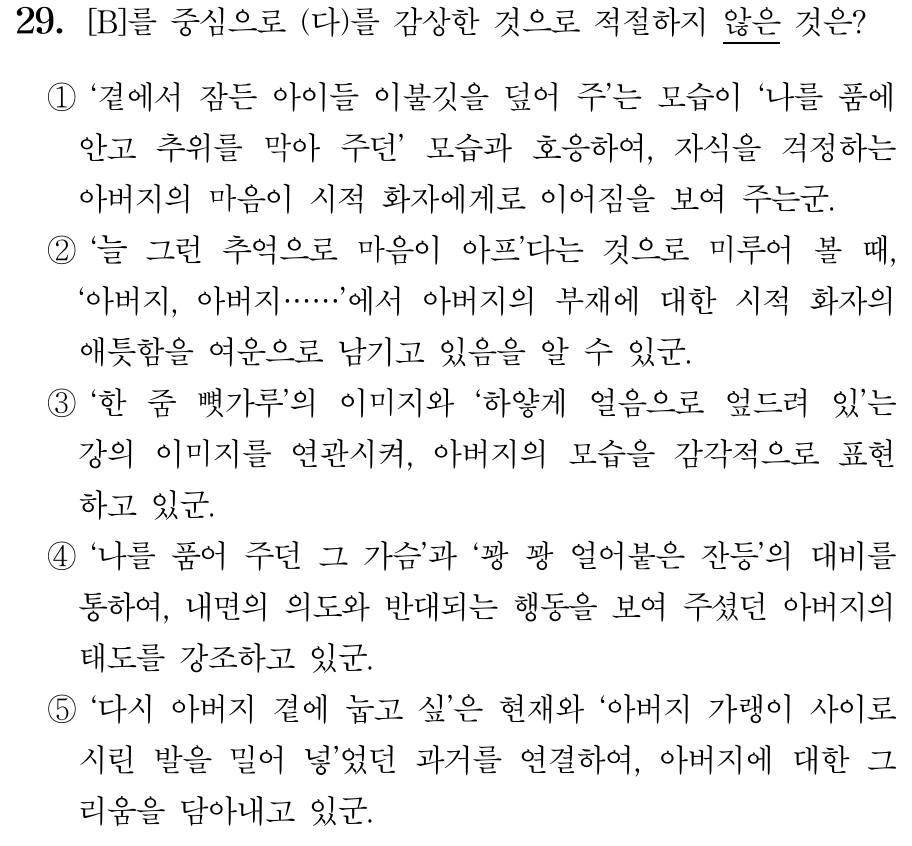 29. [B]를 중심으로 (다)를 감상한 것으로 적절하지 않은 것은?
① ‘곁에서 잠든 아이들 이불깃을 덮어 주’는 모습이 ‘나를 품에
안고 추위를 막아 주던’ 모습과 호응하여, 자식을 걱정하는
아버지의 마음이 시적 화자에게로 이어짐을 보여 주는군.
② ‘늘 그런 추억으로 마음이 아프’다는 것으로 미루어 볼 때,
‘아버지, 아버지……’에서 아버지의 부재에 대한 시적 화자의
애틋함을 여운으로 남기고 있음을 알 수 있군.
③ ‘한 줌 뼛가루’의 이미지와 ‘하얗게 얼음으로 엎드려 있’는
강의 이미지를 연관시켜, 아버지의 모습을 감각적으로 표현
하고 있군.
④ ‘나를 품어 주던 그 가슴’과 ‘꽝 꽝 얼어붙은 잔등’의 대비를
통하여, 내면의 의도와 반대되는 행동을 보여 주셨던 아버지의
태도를 강조하고 있군.
⑤ ‘다시 아버지 곁에 눕고 싶’은 현재와 ‘아버지 가랭이 사이로
시린 발을 밀어 넣’었던 과거를 연결하여, 아버지에 대한 그
리움을 담아내고 있군.